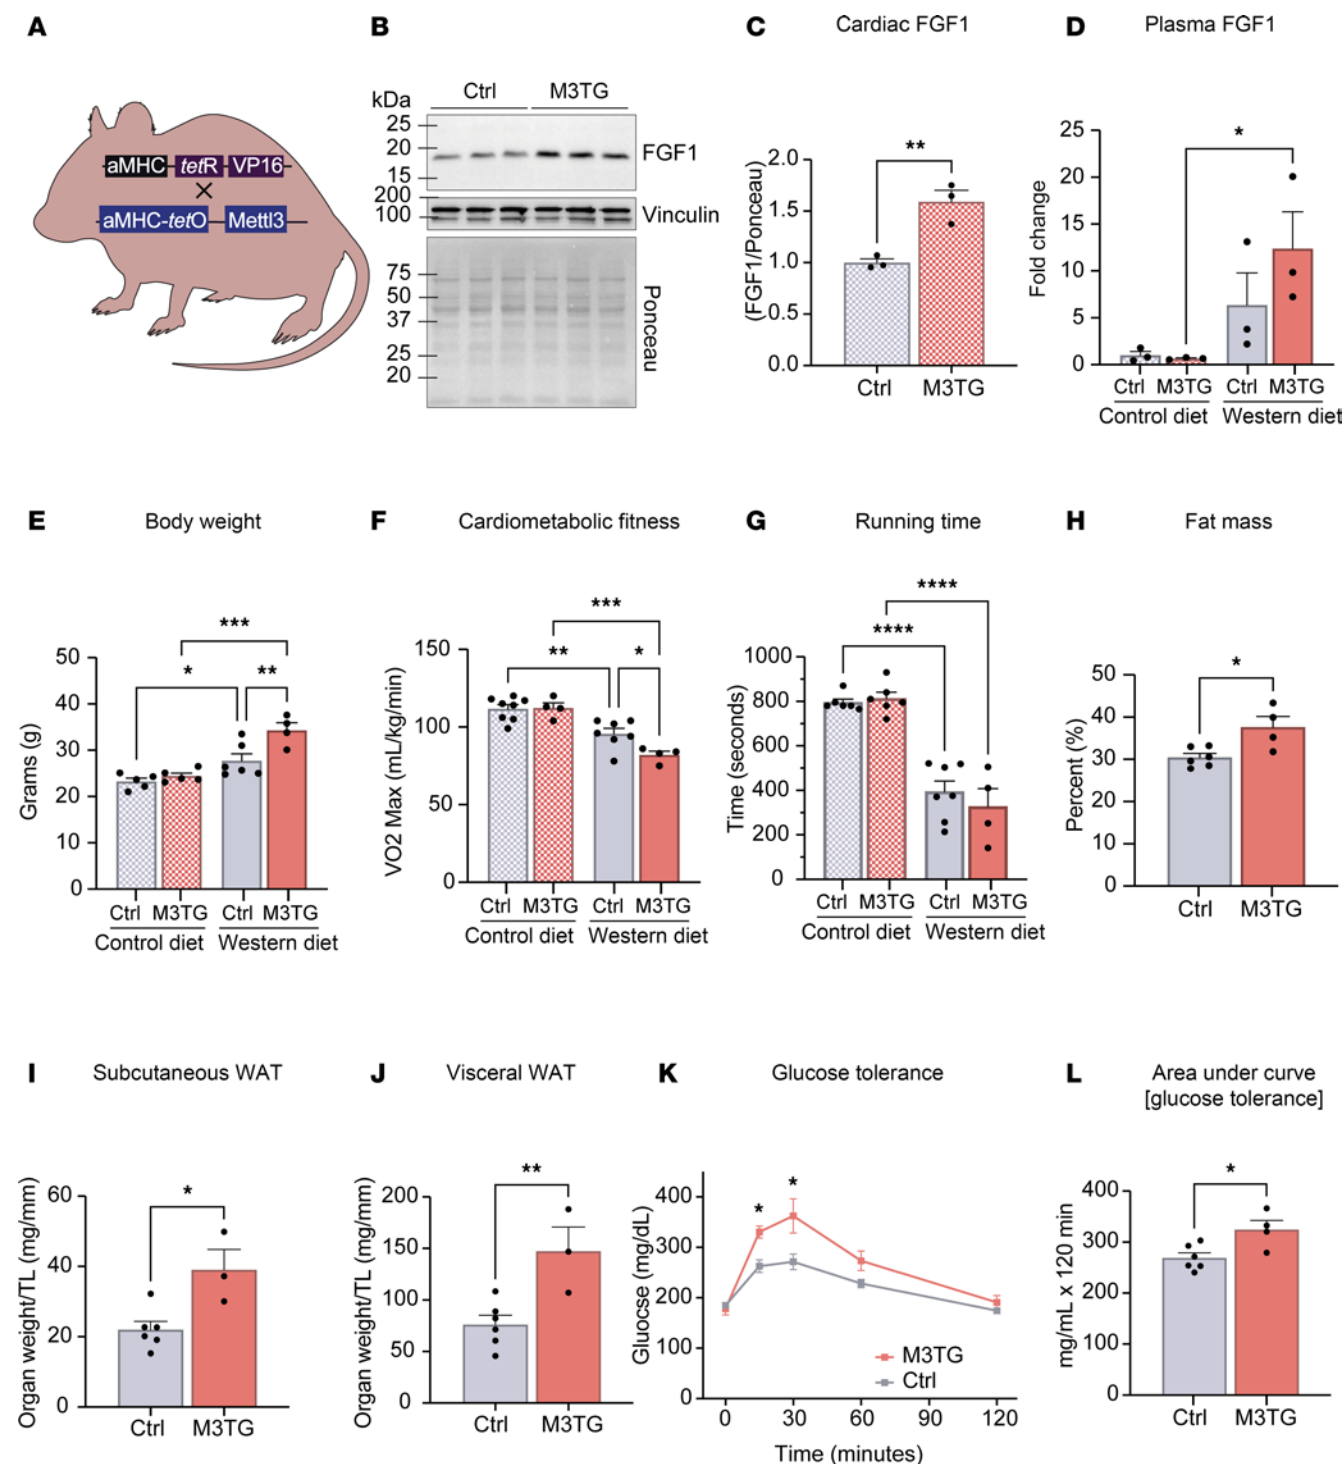 A
aMHC tetR VP16
×
aMHC-tetO Mettl3
B
kDa
Ctrl M3TG
25
20
15
FGF1
200
100
Vinculin
75
50
37
25
20
Ponceau
C Cardiac FGF1
**
(FGF1/Ponceau)
2.0
1.5
1.0
0.5
0.0
Ctrl M3TG
D Plasma FGF1
*
Fold change
25
20
15
10
5
0
Ctrl M3TG Ctrl M3TG
Control diet Western diet
E Body weight
***
* **
Grams (g)
50
40
30
20
10
0
Ctrl M3TG Ctrl M3TG
Control diet Western diet
F Cardiometabolic fitness
***
** *
VO2 Max (mL/kg/min)
150
100
50
0
Ctrl M3TG Ctrl M3TG
Control diet Western diet
G Running time
****
****
Time (seconds)
1000
800
600
400
200
0
Ctrl M3TG Ctrl M3TG
Control diet Western diet
H Fat mass
*
Percent (%)
50
40
30
20
10
0
Ctrl M3TG
I Subcutaneous WAT
*
Organ weight/TL (mg/mm)
60
40
20
0
Ctrl M3TG
J Visceral WAT
**
Organ weight/TL (mg/mm)
200
150
100
50
0
Ctrl M3TG
K Glucose tolerance
* *
Gluocse (ng/dL)
400
300
200
100
0
M3TG
Ctrl
0 30 60 90 120
Time (minutes)
L Area under curve
[glucose tolerance]
*
mg/mL x 120 min
400
300
200
100
0
Ctrl M3TG